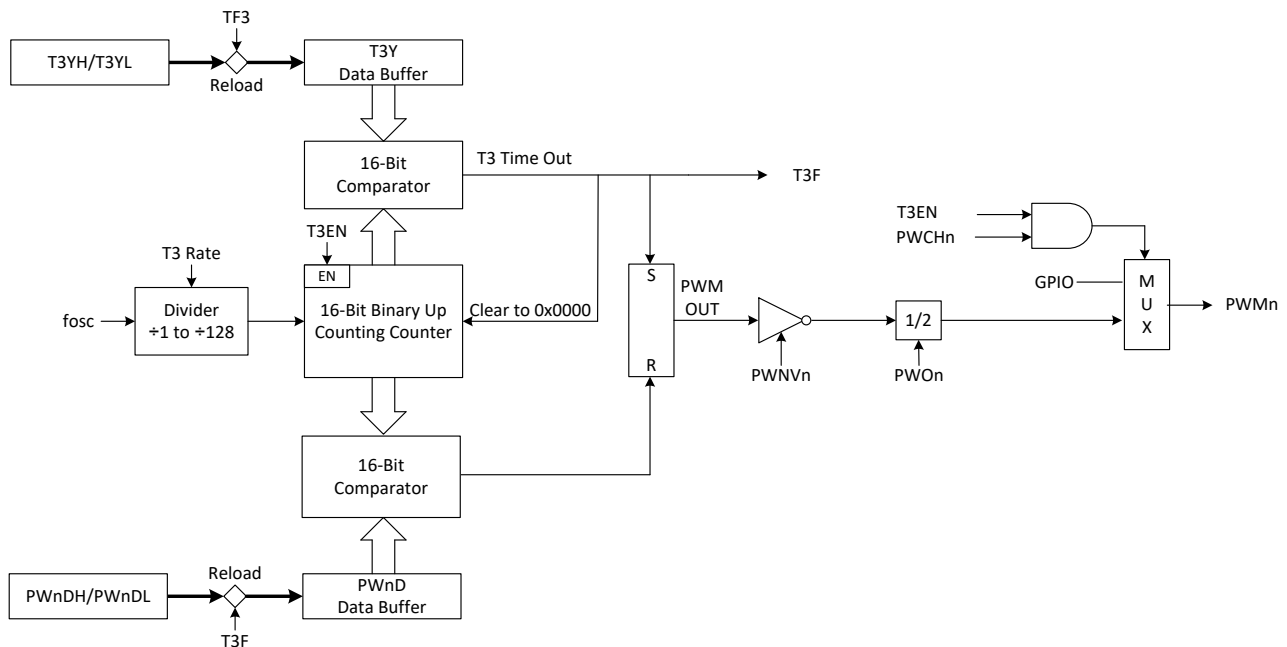 TF3
T3YH/T3YL
Reload
T3Y
Data Buffer
16-Bit
Comparator
T3 Time Out
T3F
T3EN
PWCHn
T3EN
EN
T3 Rate
fosc
Divider
÷1 to ÷128
16-Bit Binary Up
Counting Counter
Clear to 0x0000
S
R
PWM
OUT
PWNVn
1/2
PWOn
GPIO
M
U
X
PWMn
16-Bit
Comparator
PWnDH/PWnDL
Reload
T3F
PWnD
Data Buffer